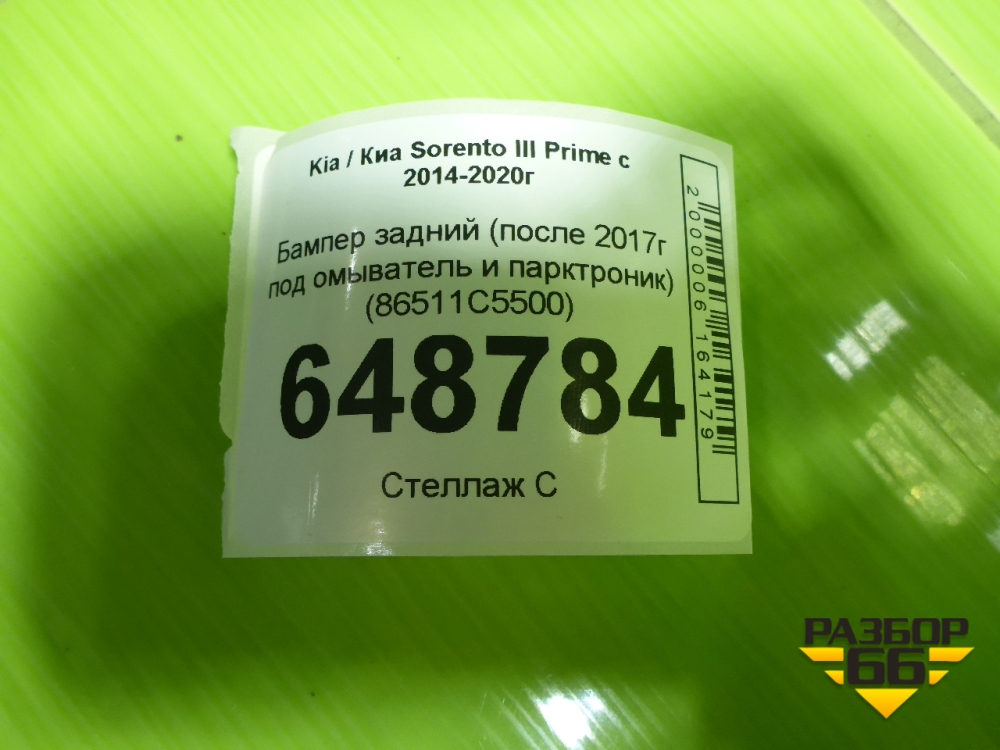 Kia / Киа Sorento III Prime с
2014-2020г
Бампер задний (после 2017г
под омыватель и парктроник)
(86511C5500)
648784
Стеллаж С
2000006164179
РАЗБОР
66